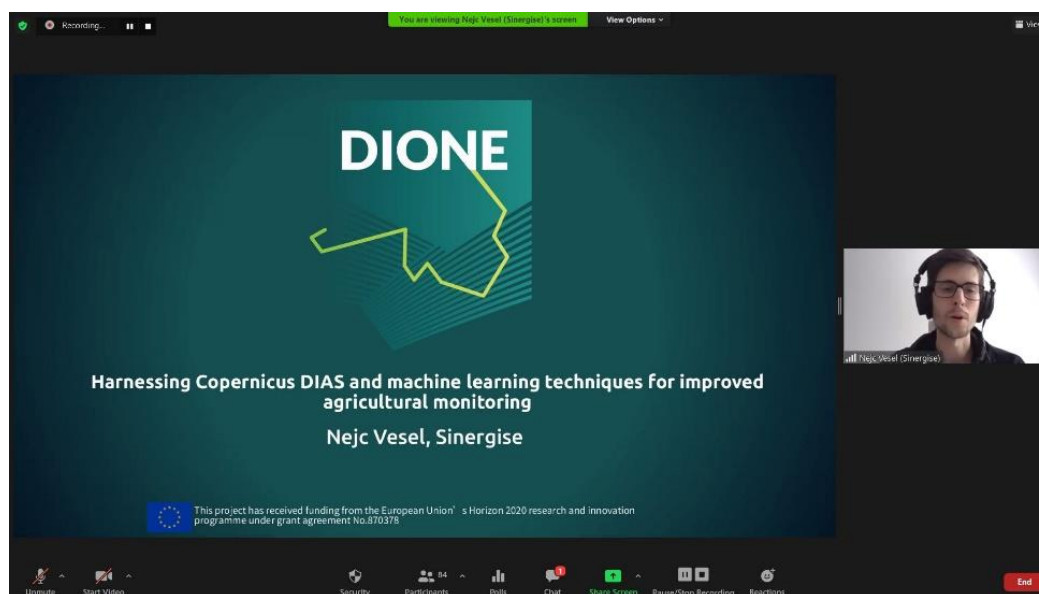 Recording...
You are viewing Nejc Vesel (Sinergise)'s screen
View Options
View
DIONE
Nejc Vesel (Sinergise)
Harnessing Copernicus DIAS and machine learning techniques for improved
agricultural monitoring
Nejc Vesel, Sinergise
This project has received funding from the European Union's Horizon 2020 research and innovation
programme under grant agreement No.870378
84
1
End
Unmute
Start Video
Security
Participants
Polls
Chat
Share Screen
Pause/Stop Recording
Reactions